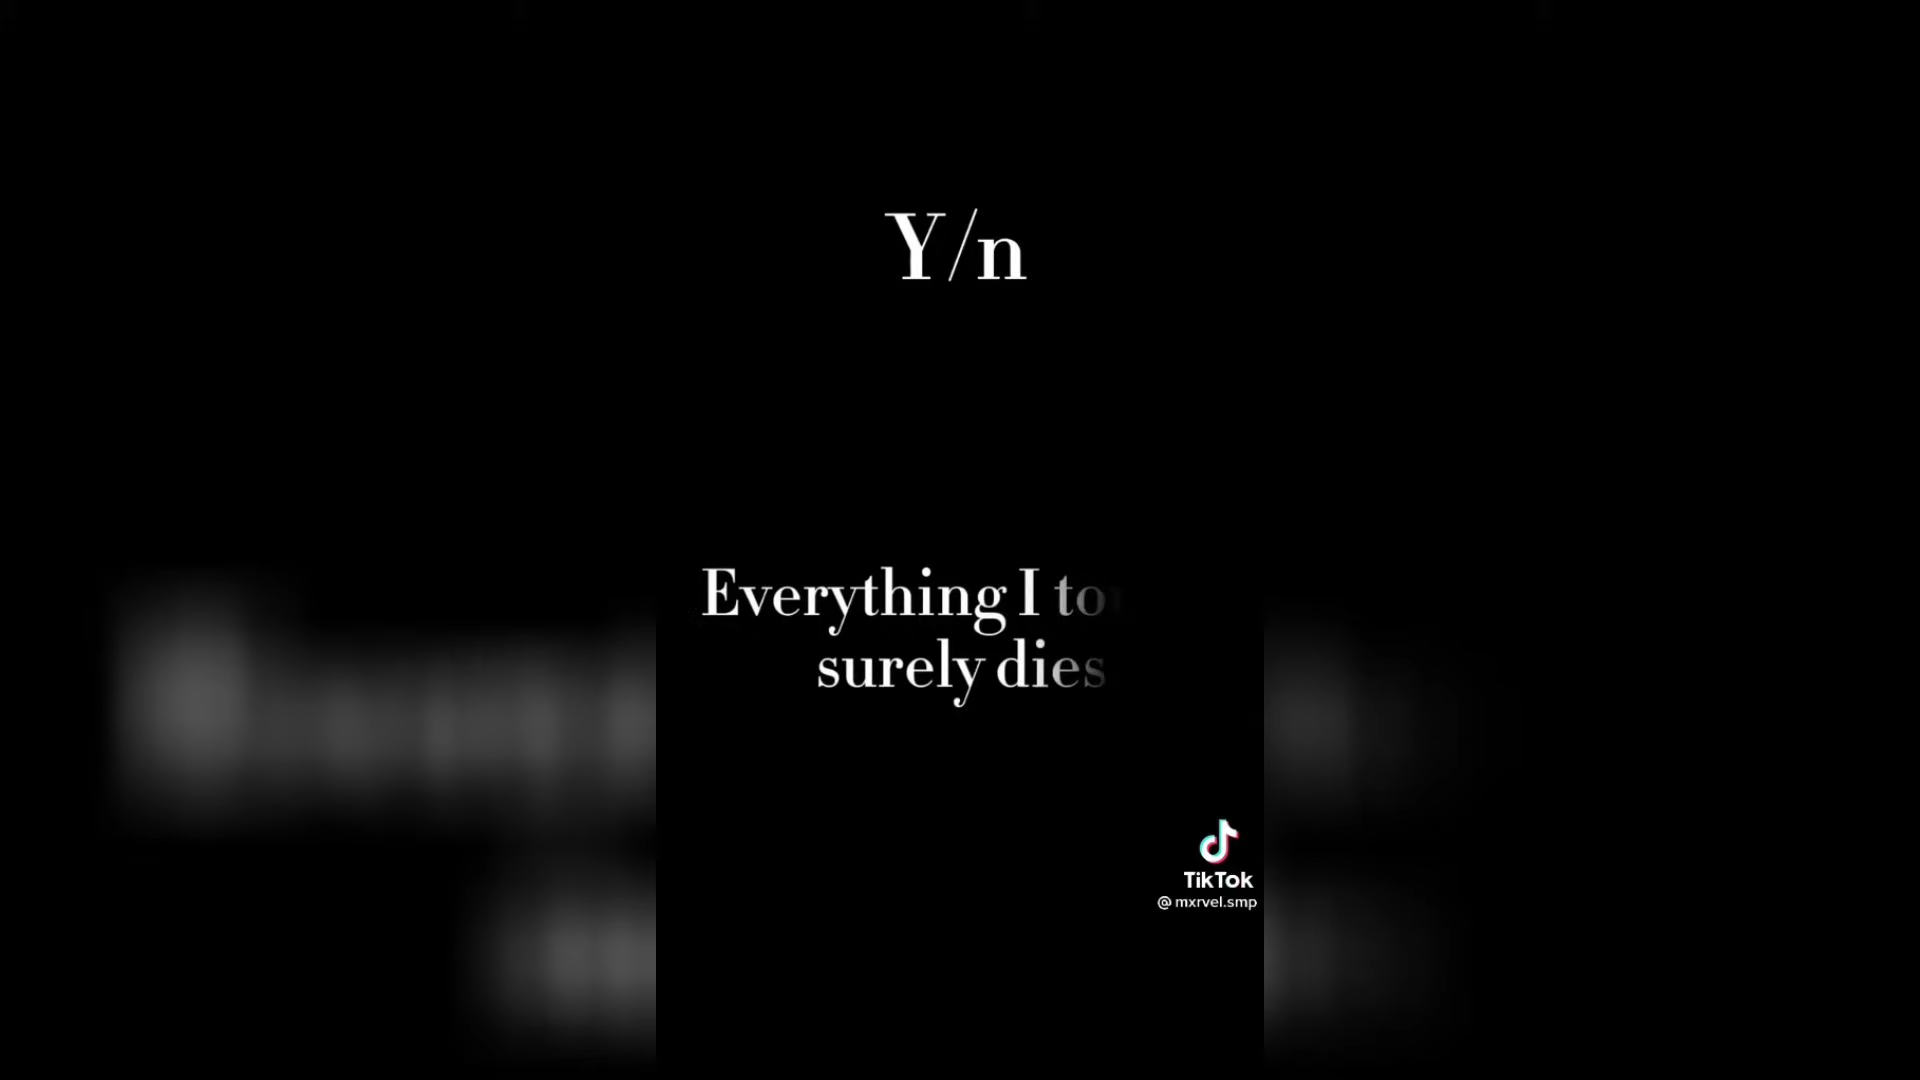 Y/n
Everything I to
surely dies
TikTok
@ mxrvel.smp